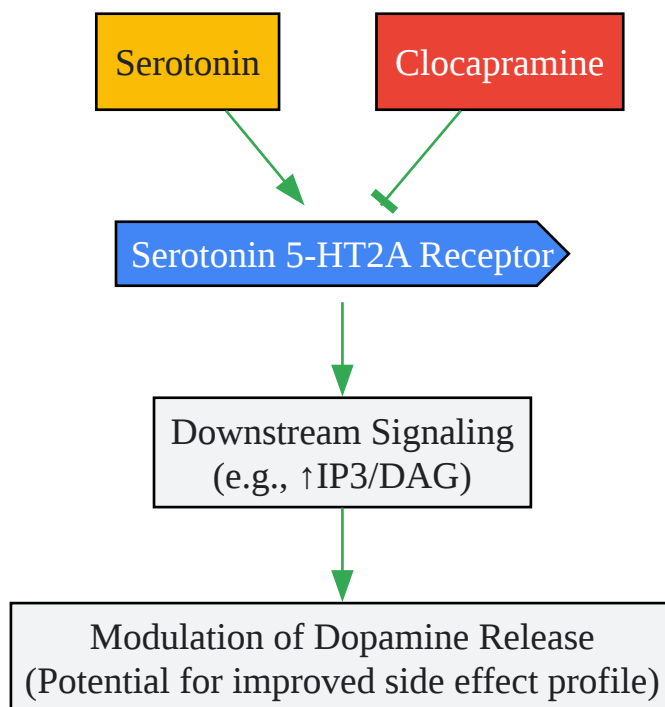 Serotonin
Clocapramine
Serotonin 5-HT2A Receptor
Downstream Signaling
(e.g., ↑IP3/DAG)
Modulation of Dopamine Release
(Potential for improved side effect profile)